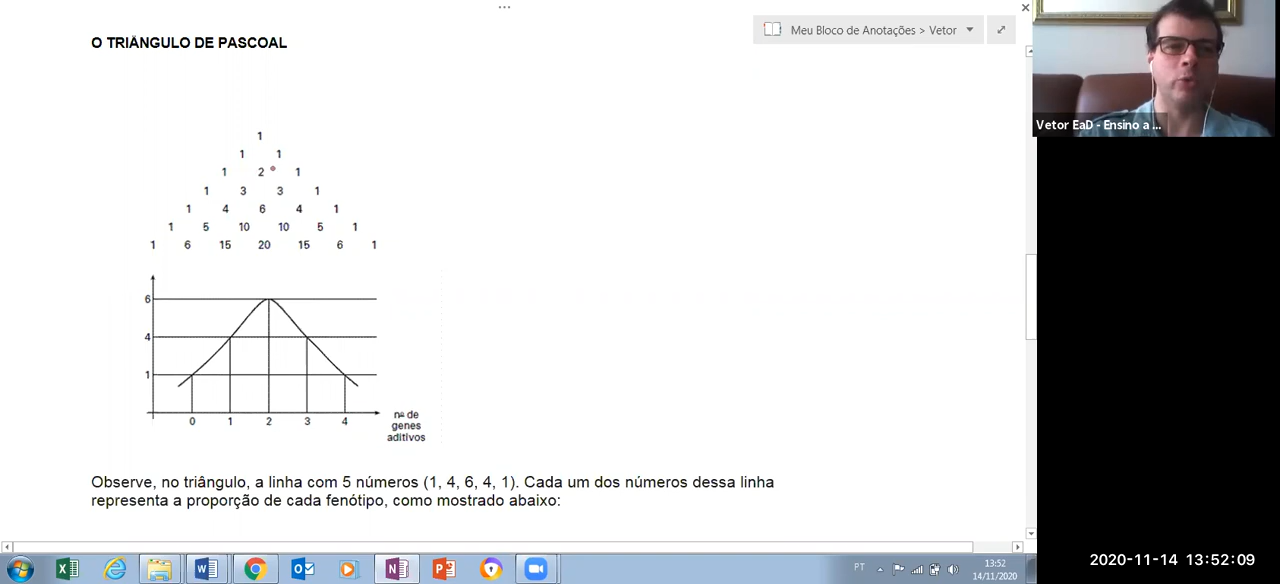 ...
O TRIÂNGULO DE PASCOAL
Meu Bloco de Anotações > Vetor
Vetor EaD - Ensino a ...
1
1 1
1 2 1
1 3 3 1
1 4 6 4 1
1 5 10 10 5 1
1 6 15 20 15 6 1
6
4
1
0 1 2 3 4
nº de
genes
aditivos
Observe, no triângulo, a linha com 5 números (1, 4, 6, 4, 1). Cada um dos números dessa linha
representa a proporção de cada fenótipo, como mostrado abaixo:
PT
13:52
14/11/2020
2020-11-14 13:52:09